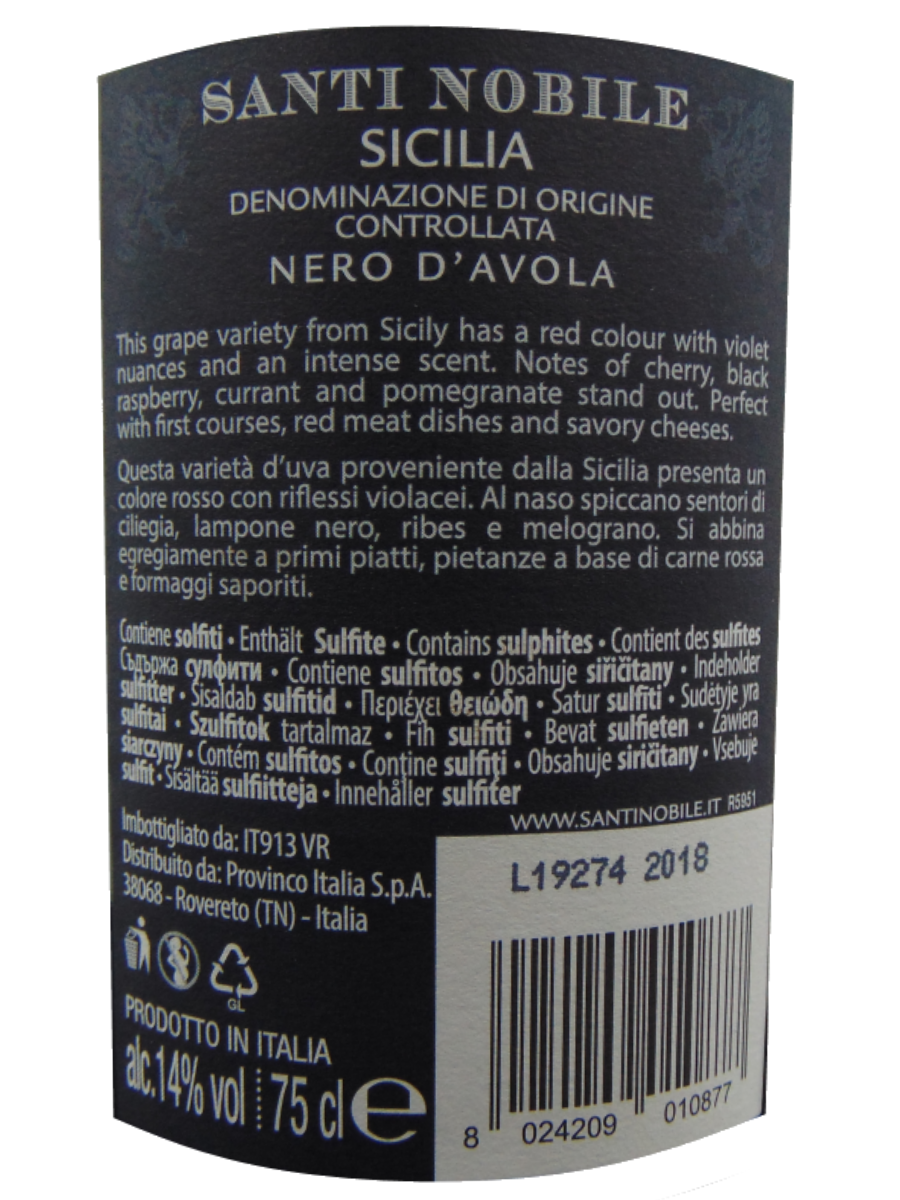 SANTI NOBILE
SICILIA
DENOMINAZIONE DI ORIGINE
CONTROLLATA
NERO D'AVOLA
This grape variety from Sicily has a red colour with violet
nuances and an intense scent. Notes of cherry, black
raspberry, currant and pomegranate stand out. Perfect
with first courses, red meat dishes and savory cheeses.
Questa varietà d'uva proveniente dalla Sicilia presenta un
colore rosso con riflessi violacei. Al naso spiccano sentori di
ciliegia, lampone nero, ribes e melograno. Si abbina
egregiamente a primi piatti, pietanze a base di carne rossa
e formaggi saporiti.
Contiene solfiti • Enthält Sulfite • Contains sulphites • Contient des sulfites
Съдържа сулфити • Contiene sulfitos • Obsahuje siřičitany • Indeholder
sulfitter • Sisaldab sulfitid • Περιέχει θειώδη • Satur sulfiti • Sudėtyje yra
sulfitai • Szulfitok tartalmaz • Fih sulfiti • Bevat sulfieten • Zawiera
siarczyny • Contém sulfitos • Conţine sulfiţi • Obsahuje siričitany • Vsebuje
sulfit • Sisältää sulfiitteja • Innehåller sulfiter
WWW.SANTINOBILE.IT R5951
Imbottigliato da: IT913 VR
Distribuito da: Provinco Italia S.p.A.
38068 - Rovereto (TN) - Italia
L19274 2018
GL
PRODOTTO IN ITALIA
alc.14% vol 75 cl e
8 024209 010877